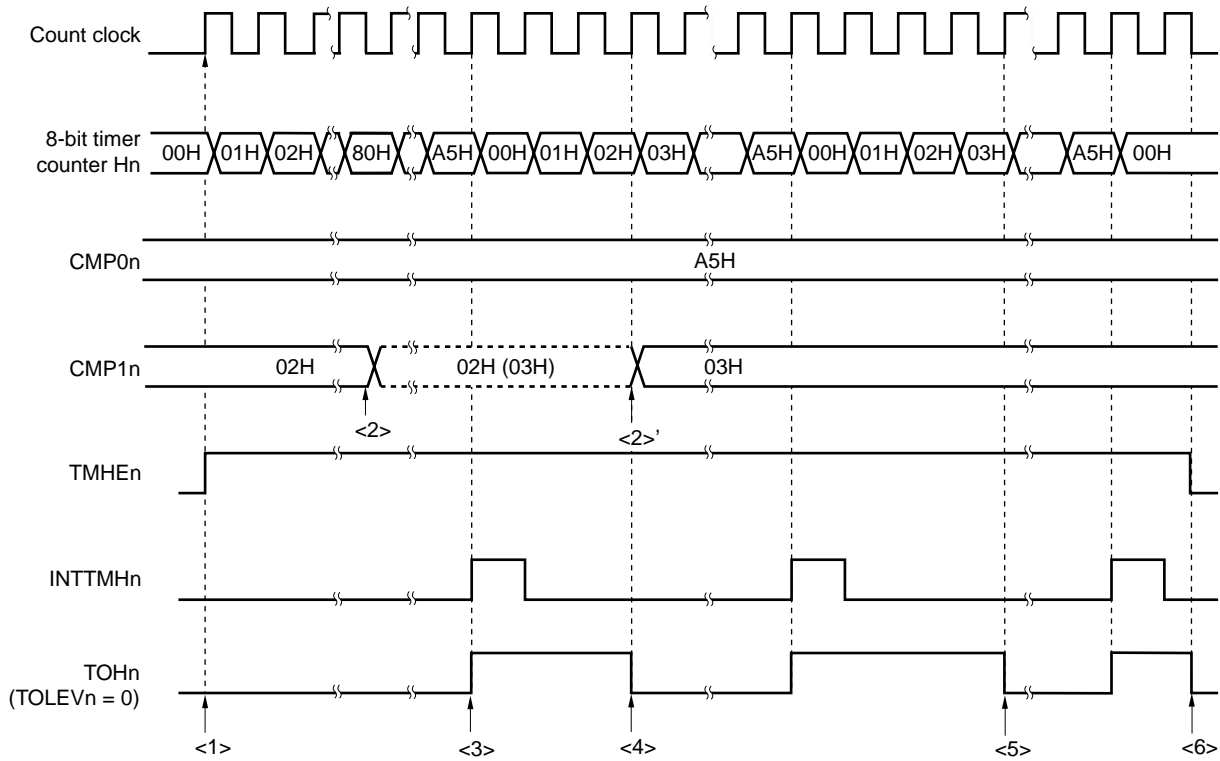 Count clock
8-bit timer
counter Hn
00H 01H 02H 80H A5H 00H 01H 02H 03H A5H 00H 01H 02H 03H A5H 00H
CMP0n
A5H
CMP1n
02H 02H (03H) 03H
<2> <2>’
TMHEn
INTTMHn
TOHn
(TOLEVn = 0)
<1> <3> <4> <5> <6>